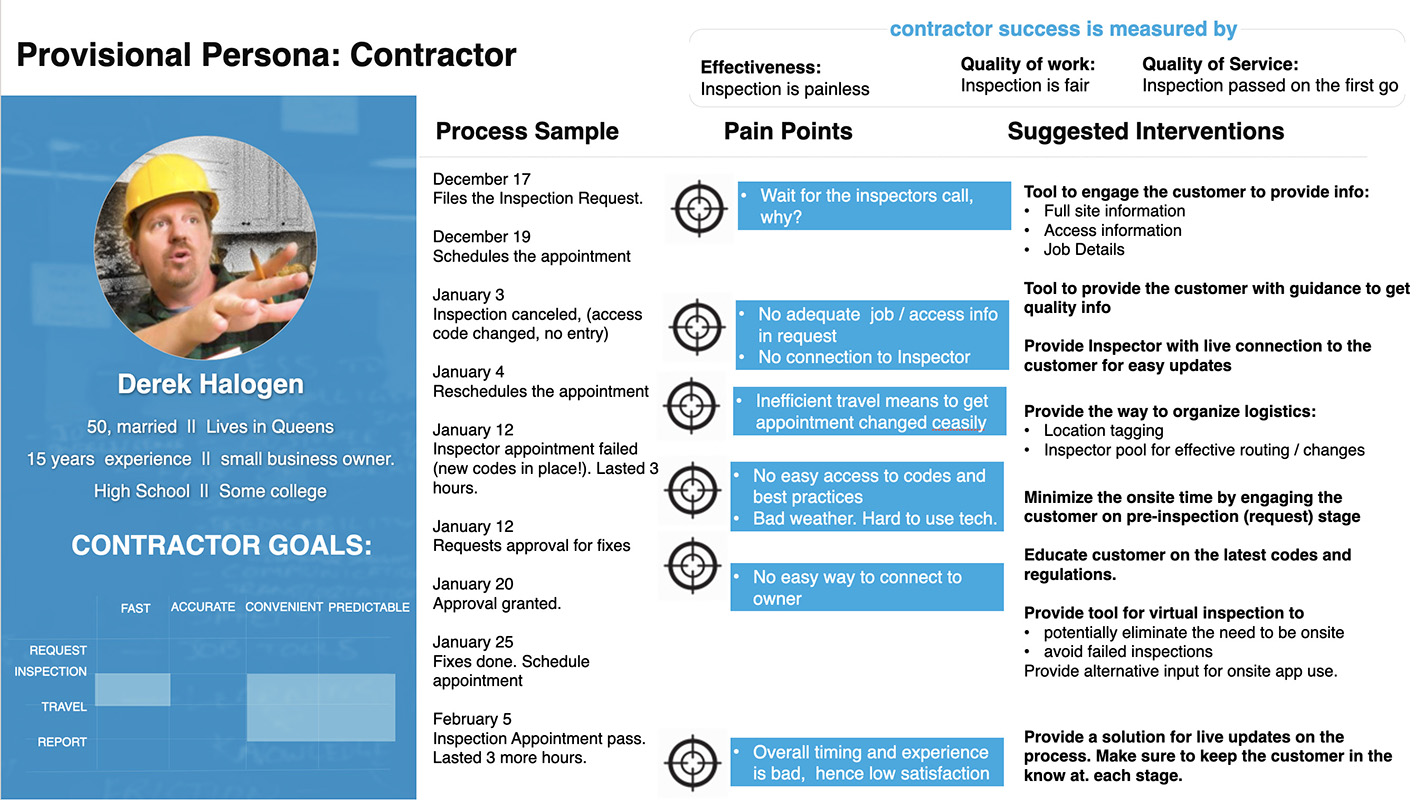 Provisional Persona: Contractor
contractor success is measured by
Effectiveness:
Inspection is painless
Quality of work:
Inspection is fair
Quality of Service:
Inspection passed on the first go
Derek Halogen
50, married II Lives in Queens
15 years experience II small business owner.
High School II Some college
CONTRACTOR GOALS:
FAST ACCURATE CONVENIENT PREDICTABLE
REQUEST
INSPECTION
TRAVEL
REPORT
Process Sample
December 17
Files the Inspection Request.
December 19
Schedules the appointment
January 3
Inspection canceled, (access
code changed, no entry)
January 4
Reschedules the appointment
January 12
Inspector appointment failed
(new codes in place!). Lasted 3
hours.
January 12
Requests approval for fixes
January 20
Approval granted.
January 25
Fixes done. Schedule
appointment
February 5
Inspection Appointment pass.
Lasted 3 more hours.
Pain Points
• Wait for the inspectors call,
why?
• No adequate job / access info
in request
• No connection to Inspector
• Inefficient travel means to get
appointment changed ceasily
• No easy access to codes and
best practices
• Bad weather. Hard to use tech.
• No easy way to connect to
owner
• Overall timing and experience
is bad, hence low satisfaction
Suggested Interventions
Tool to engage the customer to provide info:
• Full site information
• Access information
• Job Details
Tool to provide the customer with guidance to get
quality info
Provide Inspector with live connection to the
customer for easy updates
Provide the way to organize logistics:
• Location tagging
• Inspector pool for effective routing / changes
Minimize the onsite time by engaging the
customer on pre-inspection (request) stage
Educate customer on the latest codes and
regulations.
Provide tool for virtual inspection to
• potentially eliminate the need to be onsite
• avoid failed inspections
Provide alternative input for onsite app use.
Provide a solution for live updates on the
process. Make sure to keep the customer in the
know at. each stage.